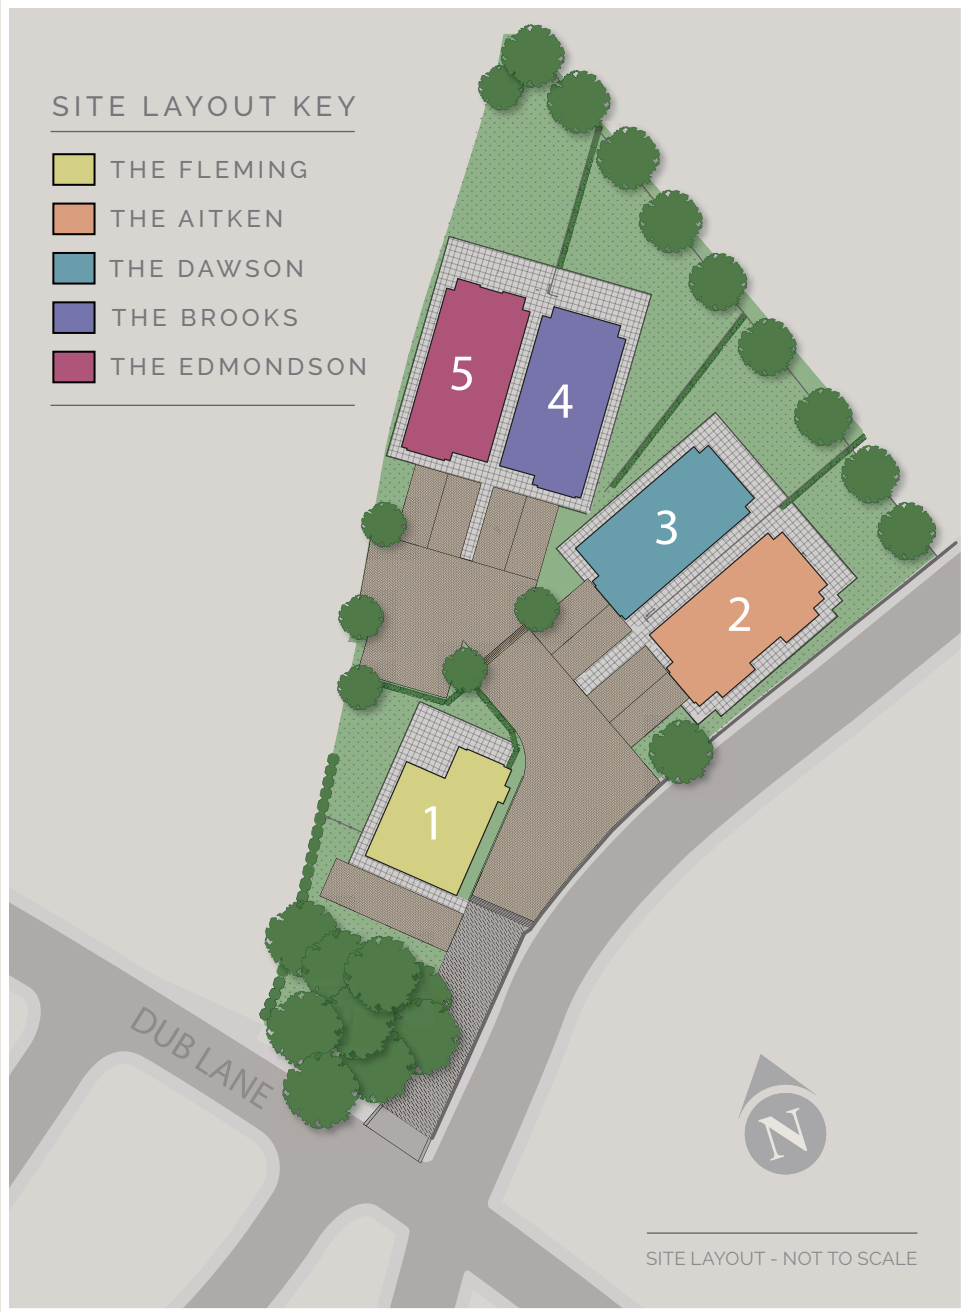 SITE LAYOUT KEY
THE FLEMING
THE AITKEN
THE DAWSON
THE BROOKS
THE EDMONDSON
5
4
3
2
1
DUB LANE
N
SITE LAYOUT - NOT TO SCALE